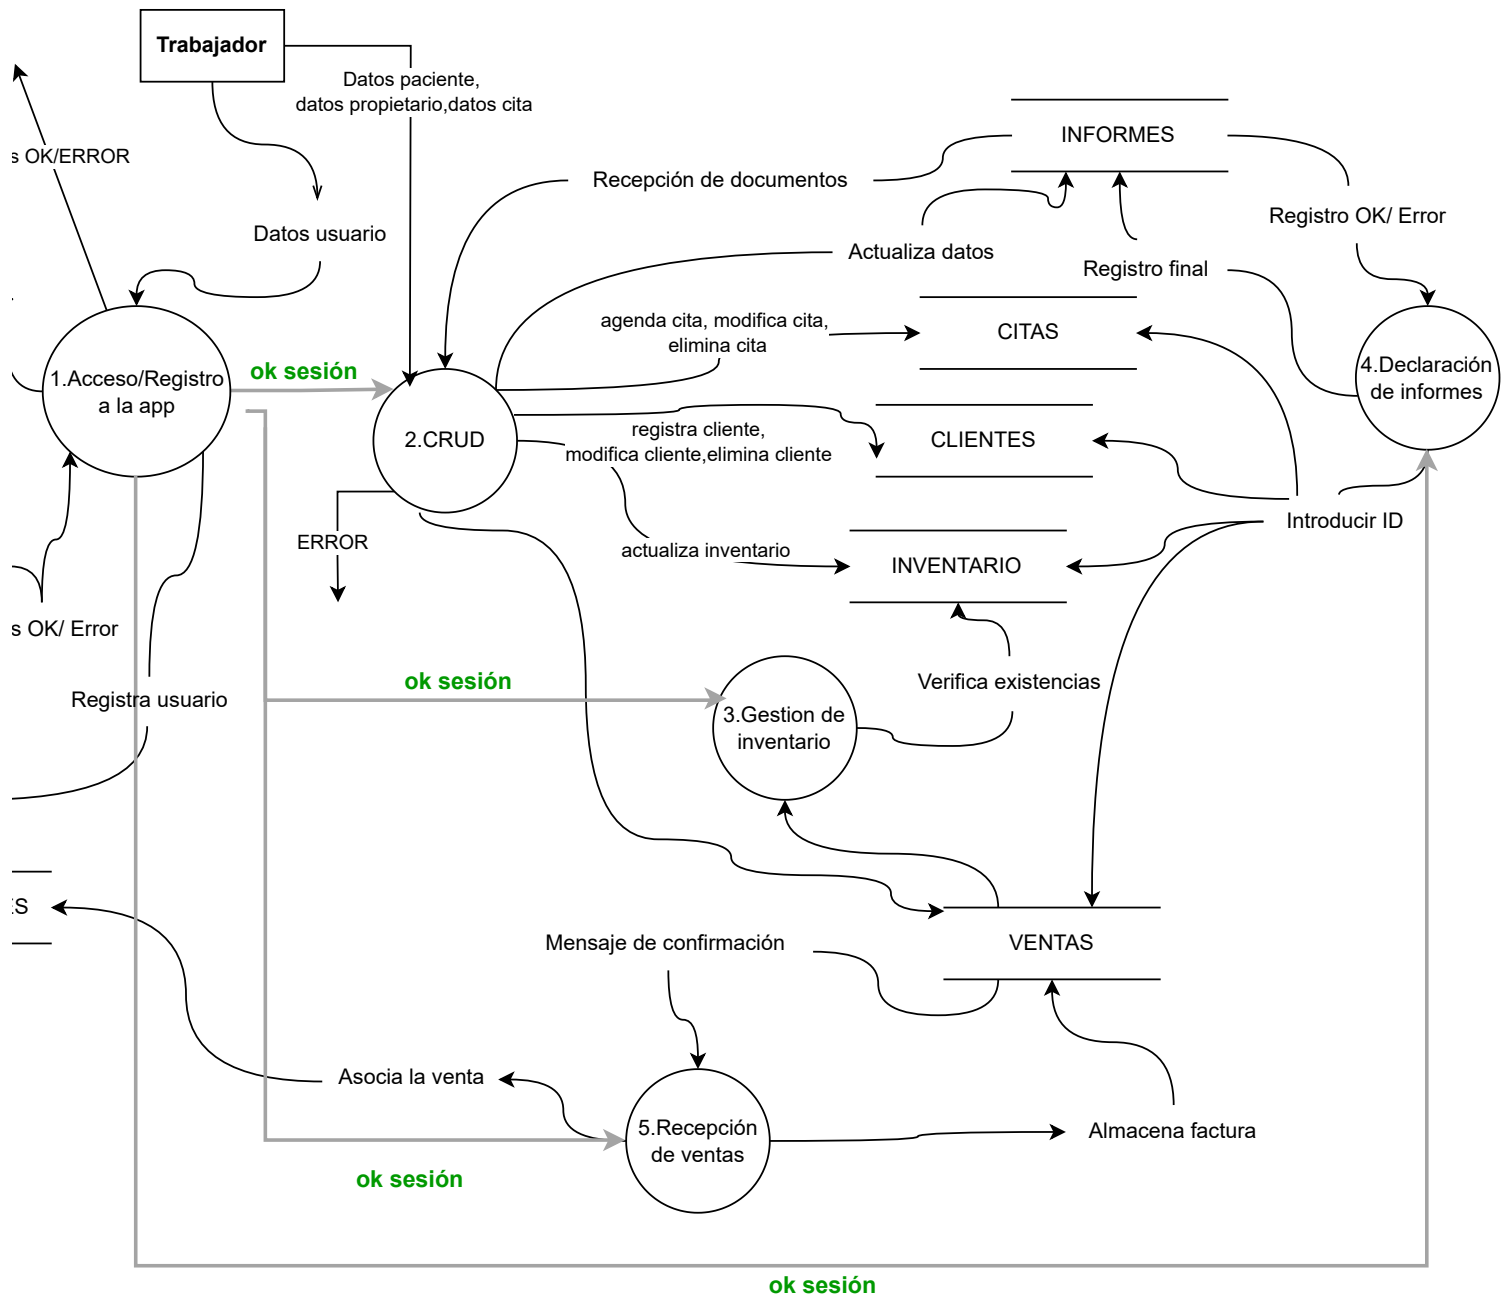 Trabajador
Datos paciente,
datos propietario,datos cita
s OK/ERROR
INFORMES
Recepción de documentos
Registro OK/ Error
Datos usuario
Actualiza datos
Registro final
agenda cita, modifica cita,
elimina cita
CITAS
ok sesión
1.Acceso/Registro
a la app
4.Declaración
de informes
2.CRUD
registra cliente,
modifica cliente,elimina cliente
CLIENTES
Introducir ID
ERROR
actualiza inventario
INVENTARIO
s OK/ Error
Registra usuario
ok sesión
Verifica existencias
3.Gestion de
inventario
ES
Mensaje de confirmación
VENTAS
Asocia la venta
5.Recepción
de ventas
Almacena factura
ok sesión
ok sesión